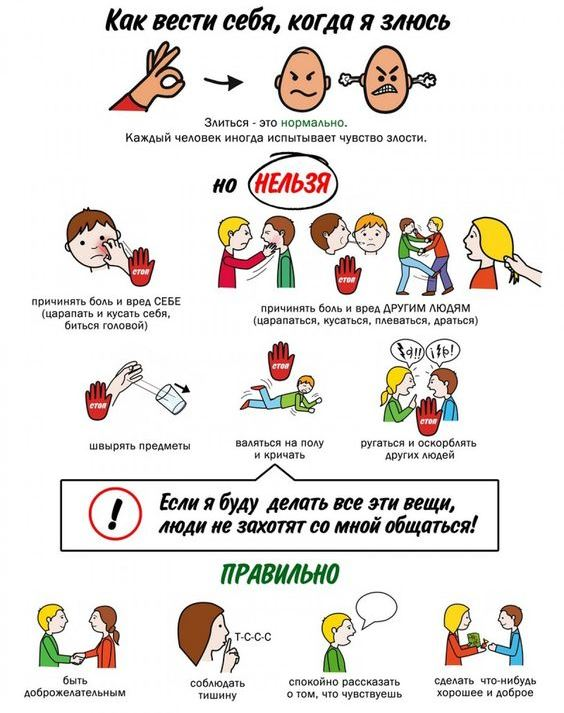 Как вести себя, когда я злюсь
Злиться - это нормально.
Каждый человек иногда испытывает чувство злости.
но НЕЛЬЗЯ
стоп
стоп
причинять боль и вред СЕБЕ
(царапать и кусать себя,
биться головой)
причинять боль и вред ДРУГИМ ЛЮДЯМ
(царапаться, кусаться, плеваться, драться)
стоп
стоп
стоп
швырять предметы
валяться на полу
и кричать
ругаться и оскорблять
других людей
!
Если я буду делать все эти вещи,
люди не захотят со мной общаться!
ПРАВИЛЬНО
Т-С-С-С
быть
доброжелательным
соблюдать
тишину
спокойно рассказать
о том, что чувствуешь
сделать что-нибудь
хорошее и доброе